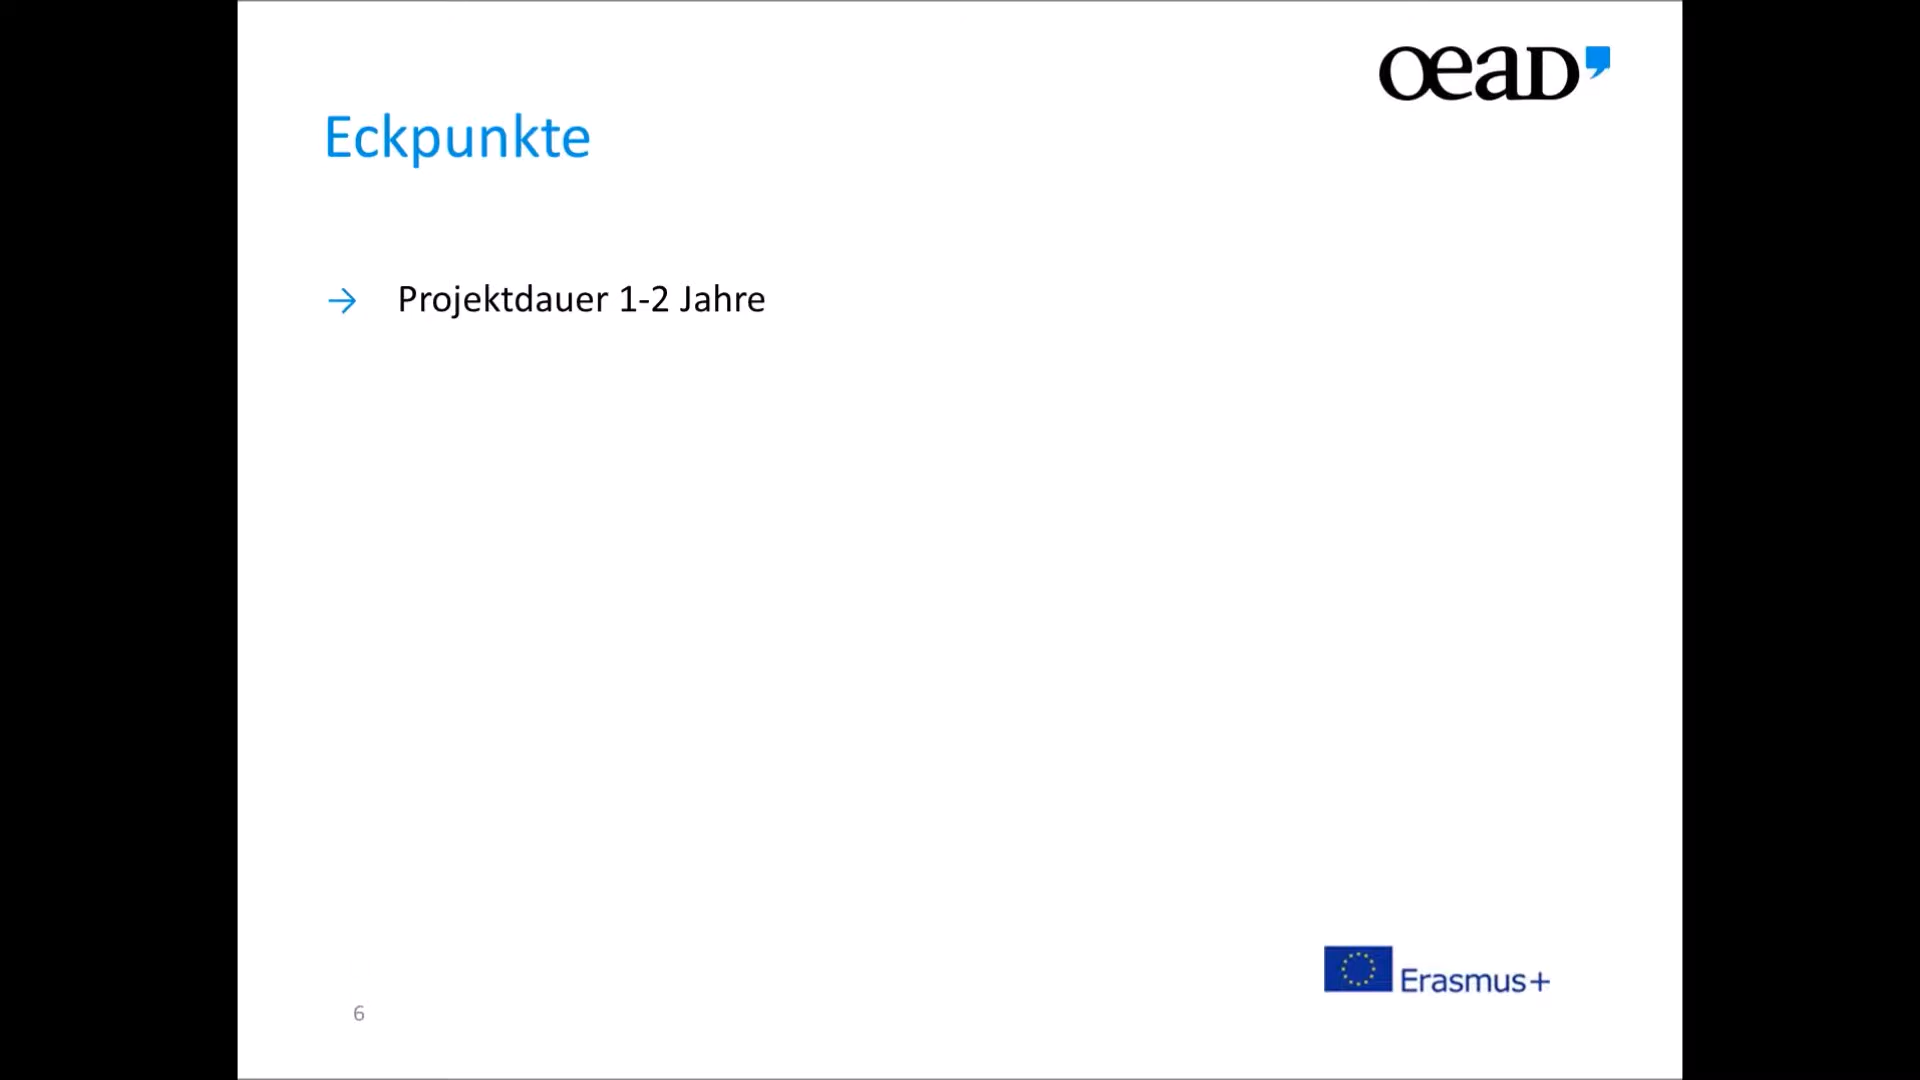 OeAD
Eckpunkte
→ Projektdauer 1-2 Jahre
Erasmus+
6